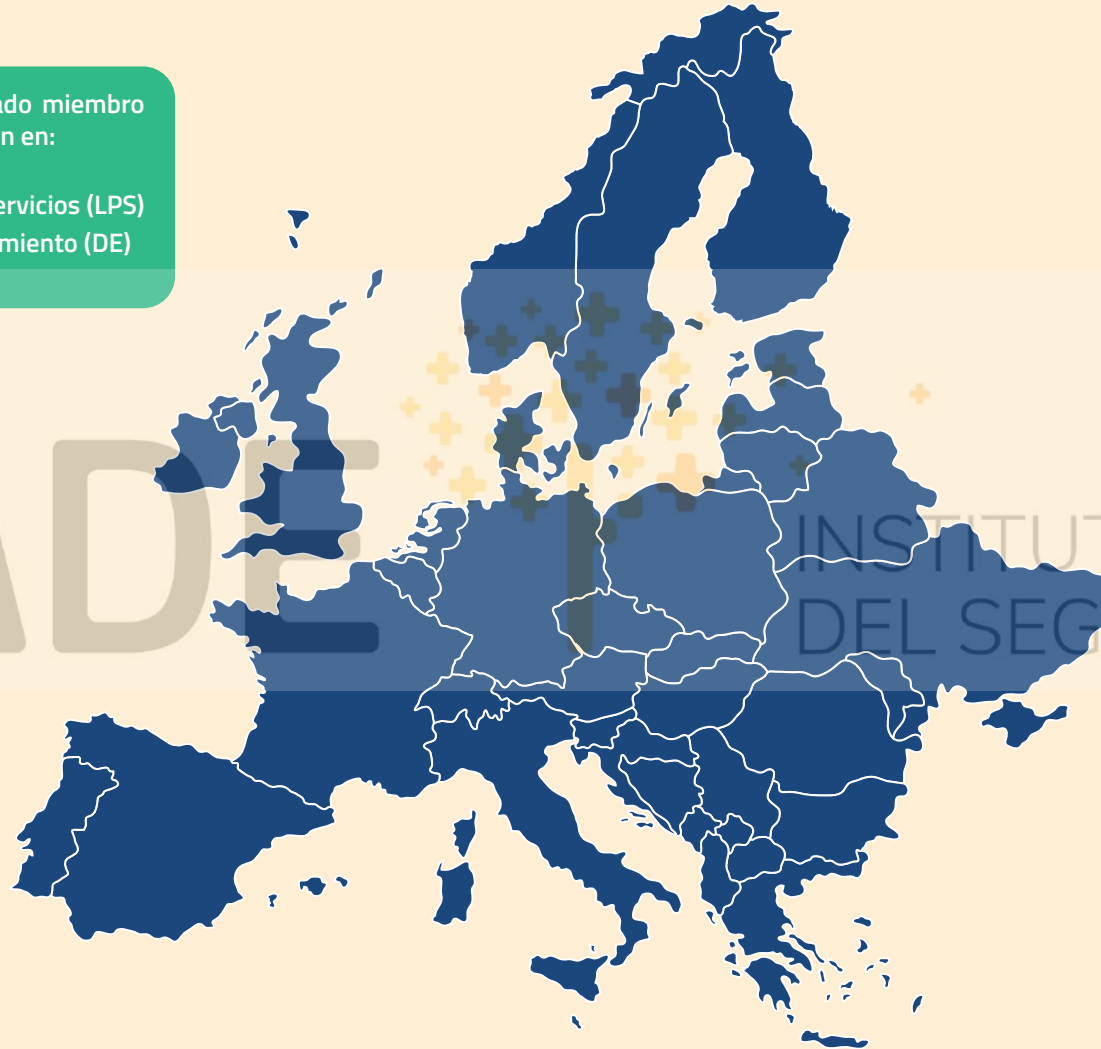 ado miembro
n en:
ervicios (LPS)
miento (DE)
ADE
INSTITUT
DEL SEG